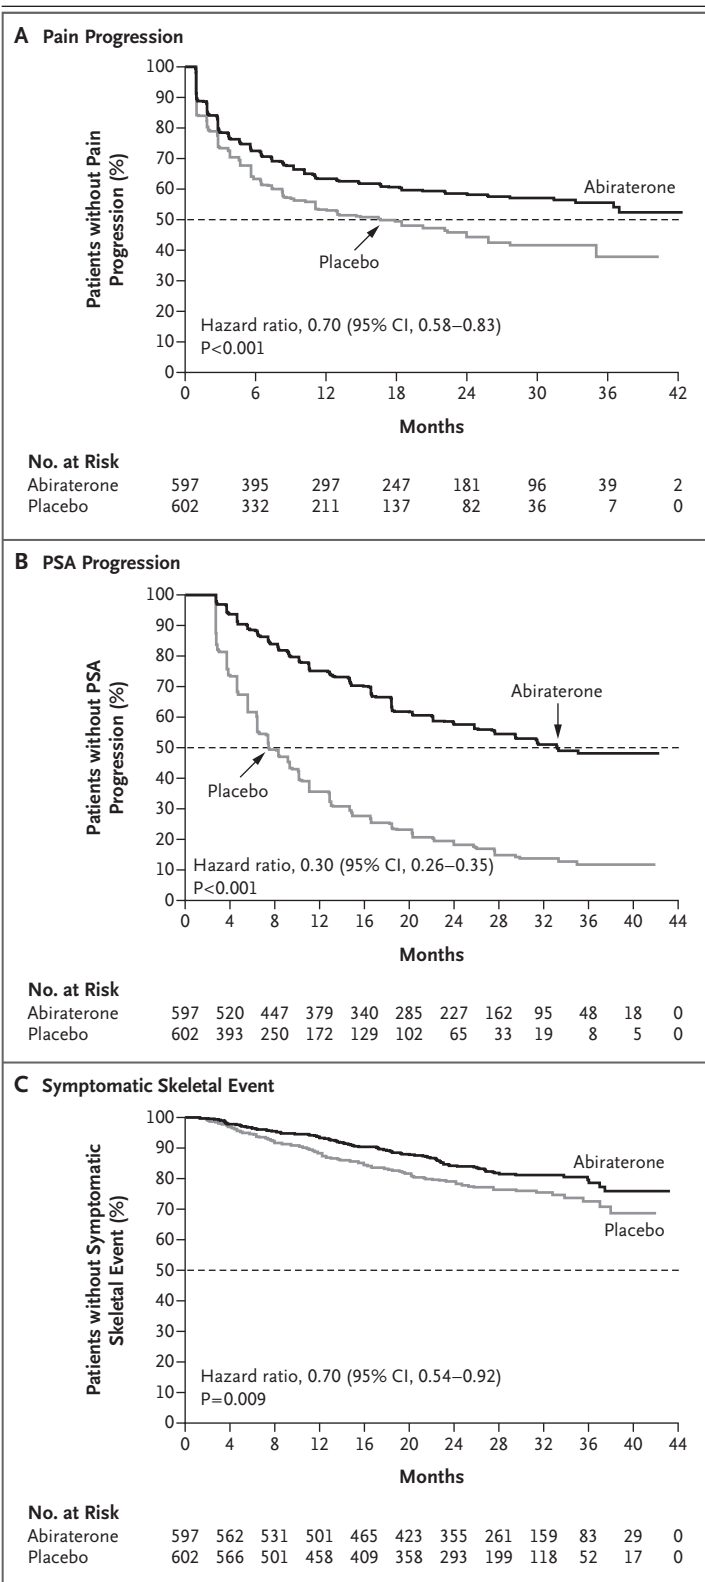 A Pain Progression
Patients without Pain
Progression (%)
100
90
80
70
60
50
40
30
20
10
0
Abiraterone
Placebo
Hazard ratio, 0.70 (95% CI, 0.58–0.83)
P<0.001
0 6 12 18 24 30 36 42
Months
No. at Risk
Abiraterone 597 395 297 247 181 96 39 2
Placebo 602 332 211 137 82 36 7 0
B PSA Progression
Patients without PSA
Progression (%)
100
90
80
70
60
50
40
30
20
10
0
Abiraterone
Placebo
Hazard ratio, 0.30 (95% CI, 0.26–0.35)
P<0.001
0 4 8 12 16 20 24 28 32 36 40 44
Months
No. at Risk
Abiraterone 597 520 447 379 340 285 227 162 95 48 18 0
Placebo 602 393 250 172 129 102 65 33 19 8 5 0
C Symptomatic Skeletal Event
Patients without Symptomatic
Skeletal Event (%)
100
90
80
70
60
50
40
30
20
10
0
Abiraterone
Placebo
Hazard ratio, 0.70 (95% CI, 0.54–0.92)
P=0.009
0 4 8 12 16 20 24 28 32 36 40 44
Months
No. at Risk
Abiraterone 597 562 531 501 465 423 355 261 159 83 29 0
Placebo 602 566 501 458 409 358 293 199 118 52 17 0